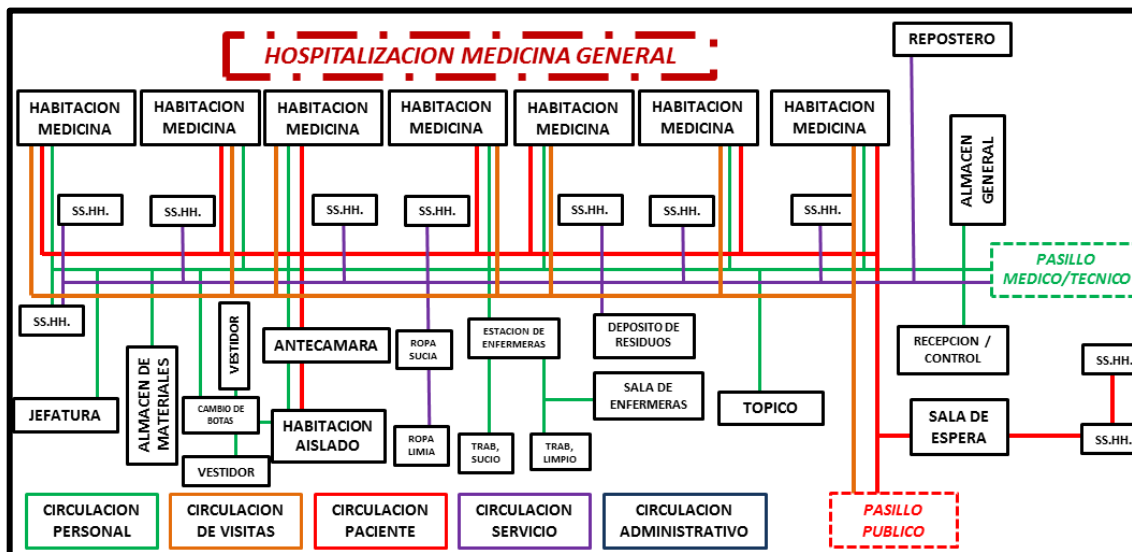 HOSPITALIZACION MEDICINA GENERAL
REPOSTERO
HABITACION
MEDICINA
HABITACION
MEDICINA
HABITACION
MEDICINA
HABITACION
MEDICINA
HABITACION
MEDICINA
HABITACION
MEDICINA
HABITACION
MEDICINA
ALMACEN
GENERAL
SS.HH.
SS.HH.
SS.HH.
SS.HH.
SS.HH.
SS.HH.
SS.HH.
PASILLO
MEDICO/TECNICO
SS.HH.
VESTIDOR
ANTECAMARA
ROPA
SUCIA
ESTACION DE
ENFERMERAS
DEPOSITO DE
RESIDUOS
RECEPCION /
CONTROL
SS.HH.
JEFATURA
ALMACEN DE
MATERIALES
CAMBIO DE
BOTAS
HABITACION
AISLADO
SALA DE
ENFERMERAS
TOPICO
SALA DE
ESPERA
SS.HH.
VESTIDOR
ROPA
LIMIA
TRAB,
SUCIO
TRAB,
LIMPIO
CIRCULACION
PERSONAL
CIRCULACION
DE VISITAS
CIRCULACION
PACIENTE
CIRCULACION
SERVICIO
CIRCULACION
ADMINISTRATIVO
PASILLO
PUBLICO